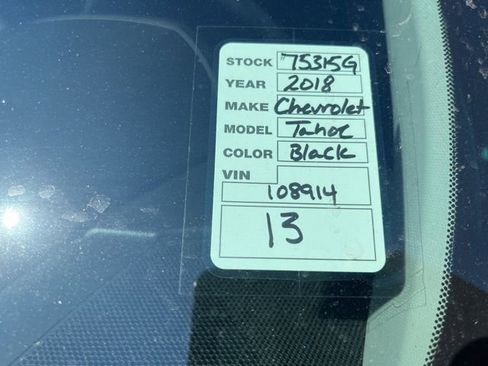 STOCK #75315G
YEAR 2018
MAKE Chevrolet
MODEL Tahoe
COLOR Black
VIN
108914
13